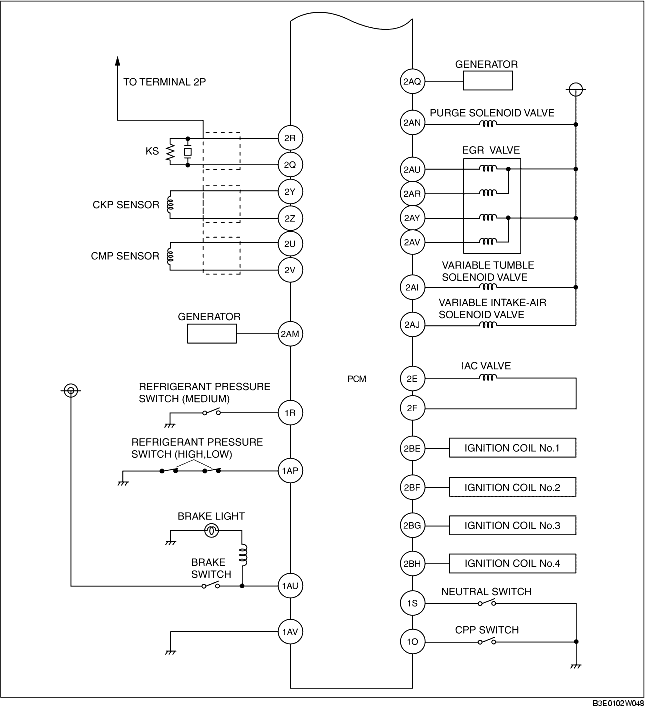 TO TERMINAL 2P
KS
2R
2Q
CKP SENSOR
2Y
2Z
CMP SENSOR
2U
2V
GENERATOR
2AM
REFRIGERANT PRESSURE
SWITCH (MEDIUM)
1R
REFRIGERANT PRESSURE
SWITCH (HIGH,LOW)
1AP
BRAKE LIGHT
BRAKE
SWITCH
1AU
1AV
PCM
GENERATOR
2AQ
PURGE SOLENOID VALVE
2AN
EGR VALVE
2AU
2AR
2AY
2AV
VARIABLE TUMBLE
SOLENOID VALVE
2AI
VARIABLE INTAKE-AIR
SOLENOID VALVE
2AJ
IAC VALVE
2E
2F
2BE
IGNITION COIL No.1
2BF
IGNITION COIL No.2
2BG
IGNITION COIL No.3
2BH
IGNITION COIL No.4
NEUTRAL SWITCH
1S
CPP SWITCH
1O
B3E0102W048